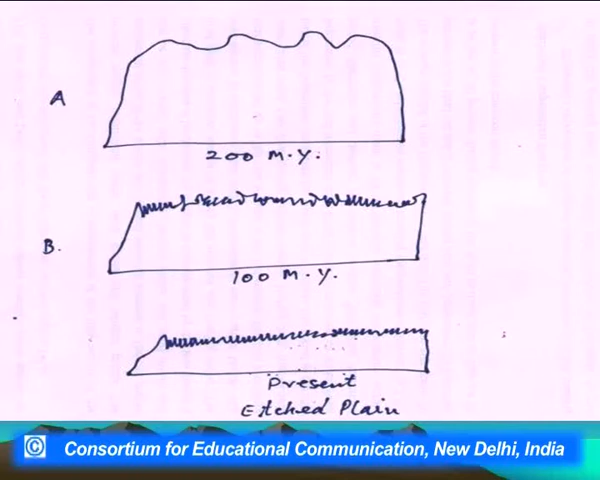 A
200 M.Y.
B.
100 M.Y.
Present
Etched Plain
© Consortium for Educational Communication, New Delhi, India